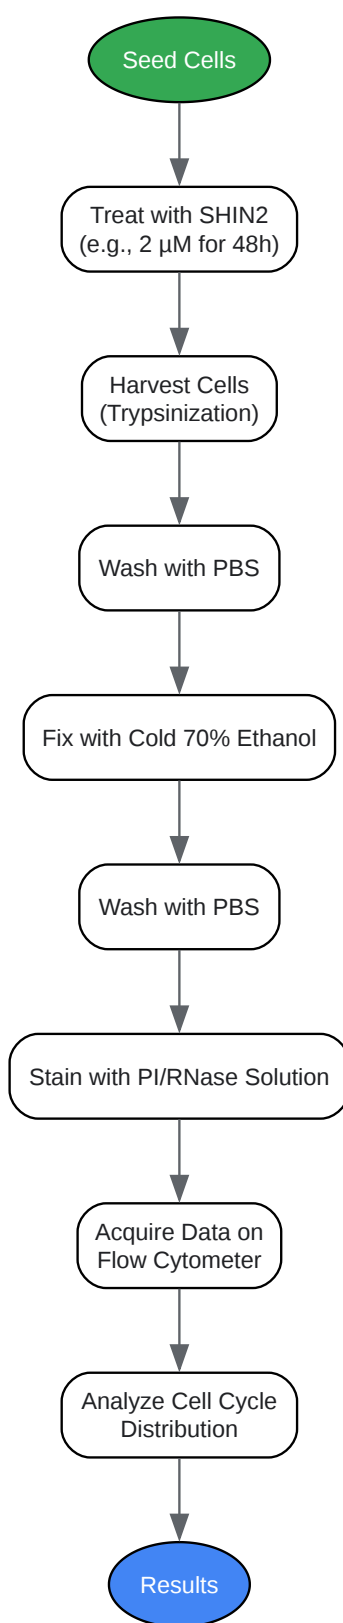 Seed Cells
Treat with SHIN2
(e.g., 2 µM for 48h)
Harvest Cells
(Trypsinization)
Wash with PBS
Fix with Cold 70% Ethanol
Wash with PBS
Stain with PI/RNase Solution
Acquire Data on
Flow Cytometer
Analyze Cell Cycle
Distribution
Results